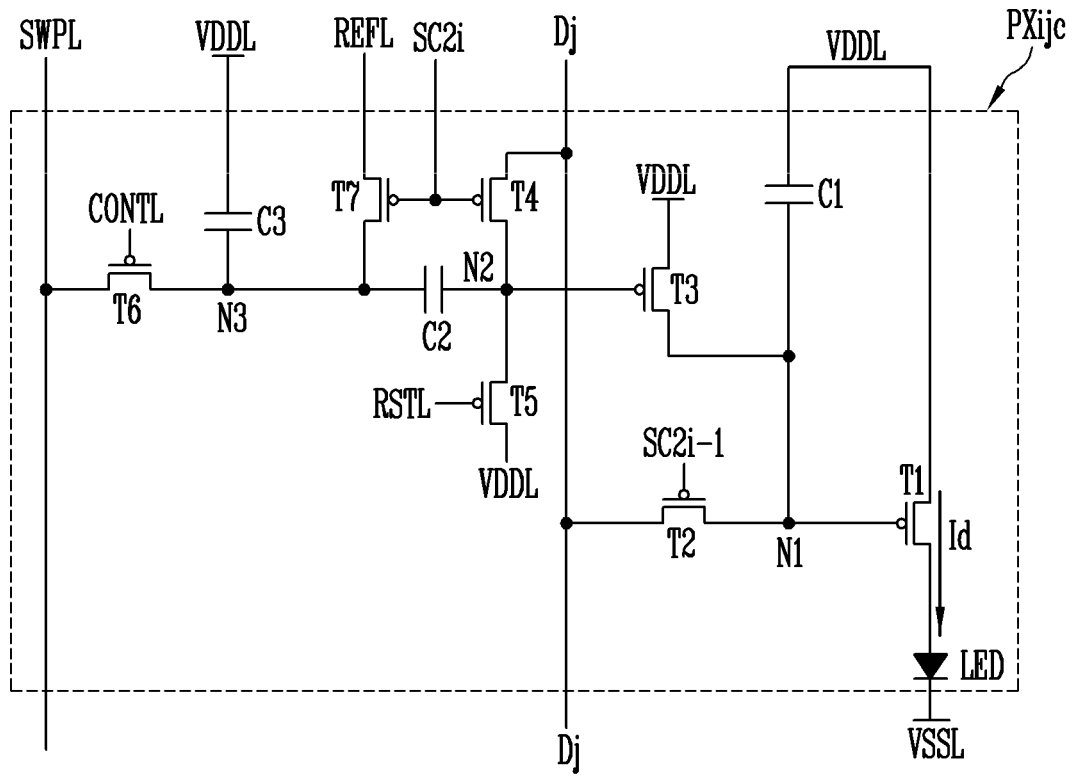 PXijc
SWPL
VDDL
REFL
SC2i
Dj
VDDL
CONTL
C3
T7
T4
VDDL
C1
T6
N3
C2
N2
T3
RSTL
T5
VDDL
SC2i-1
T2
N1
T1
Id
LED
VSSL
Dj